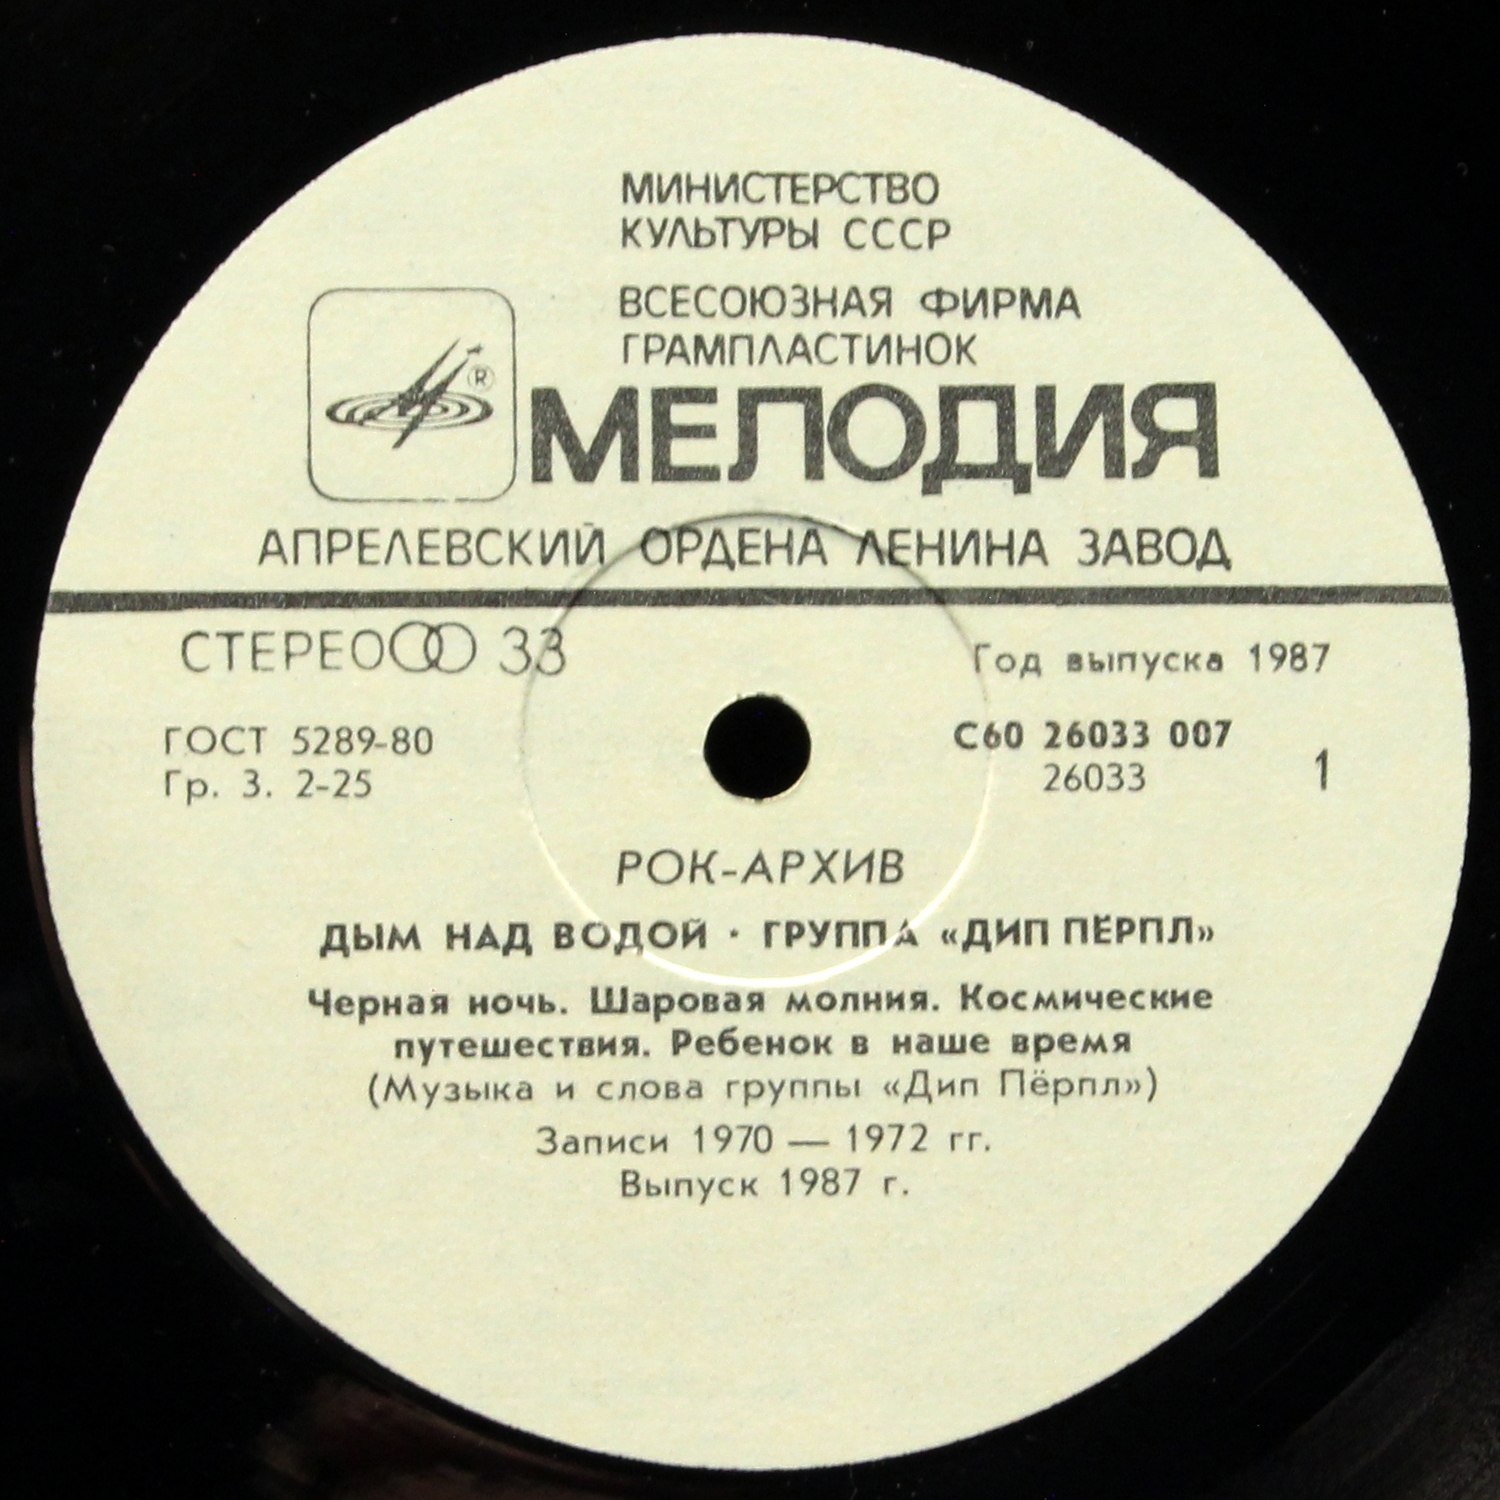 МИНИСТЕРСТВО
КУЛЬТУРЫ СССР
ВСЕСОЮЗНАЯ ФИРМА
ГРАМПЛАСТИНОК
®
МЕЛОДИЯ
АПРЕЛЕВСКИЙ ОРДЕНА ЛЕНИНА ЗАВОД
СТЕРЕО 33
Год выпуска 1987
ГОСТ 5289-80
Гр. 3. 2-25
С60 26033 007
26033
1
РОК-АРХИВ
ДЫМ НАД ВОДОЙ · ГРУППА «ДИП ПЁРПЛ»
Черная ночь. Шаровая молния. Космические
путешествия. Ребенок в наше время
(Музыка и слова группы «Дип Пёрпл»)
Записи 1970 — 1972 гг.
Выпуск 1987 г.